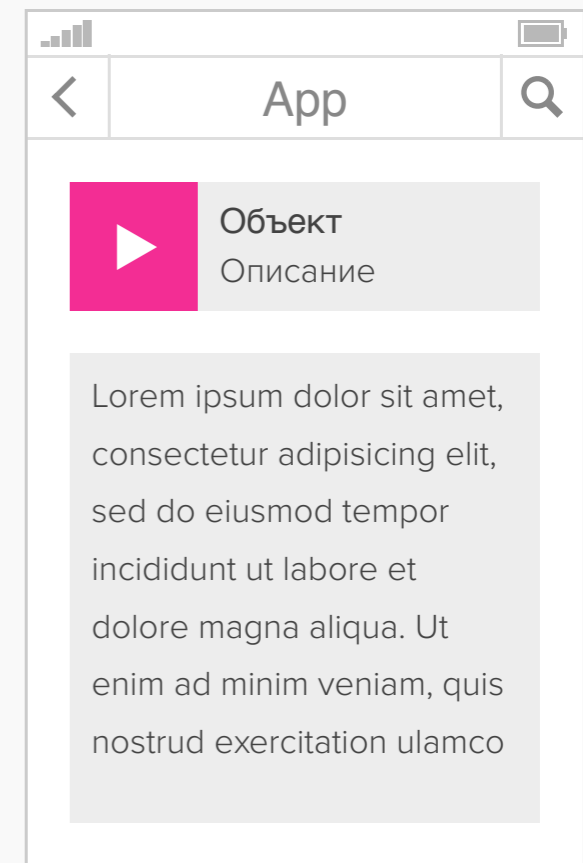 App
Объект
Описание
Lorem ipsum dolor sit amet,
consectetur adipisicing elit,
sed do eiusmod tempor
incididunt ut labore et
dolore magna aliqua. Ut
enim ad minim veniam, quis
nostrud exercitation ulamco